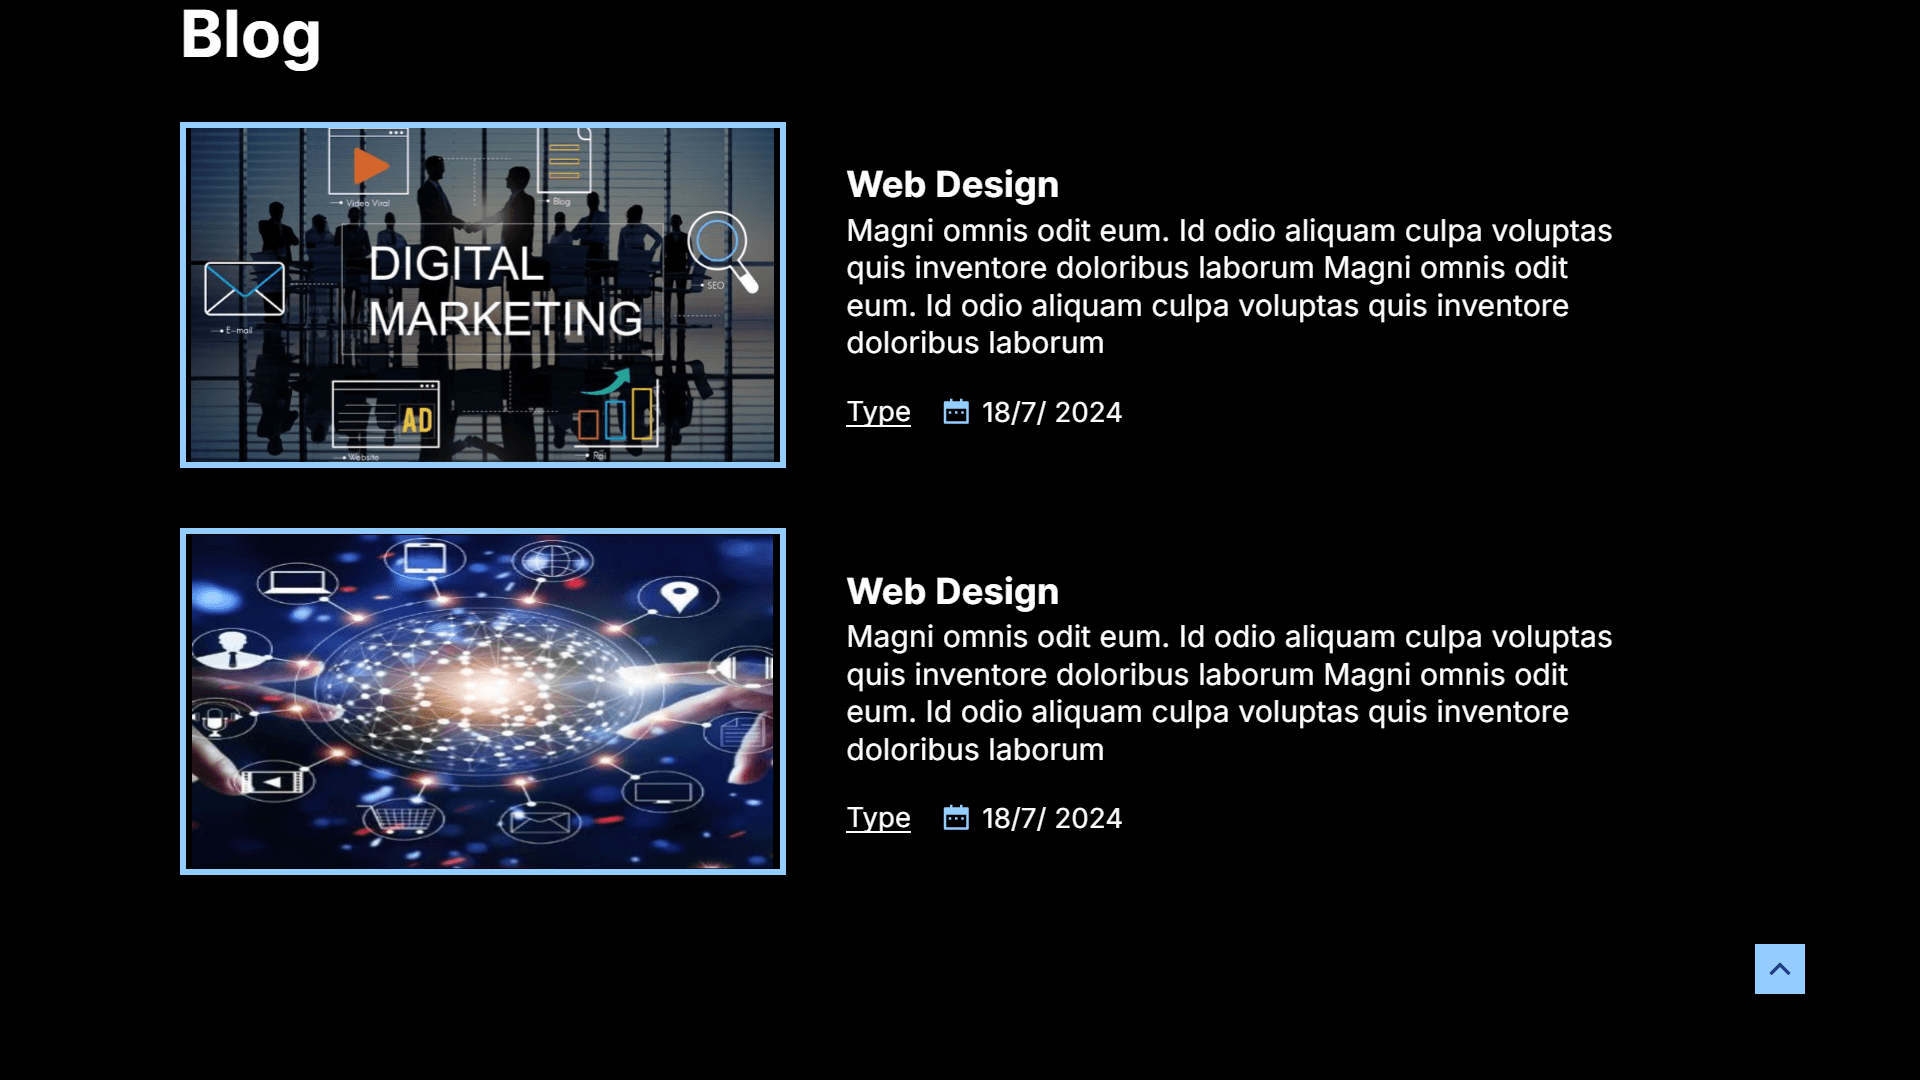 Blog
Video Viral
Blog
DIGITAL
MARKETING
SEO
E-mail
AD
Website
Roi
Web Design
Magni omnis odit eum. Id odio aliquam culpa voluptas
quis inventore doloribus laborum Magni omnis odit
eum. Id odio aliquam culpa voluptas quis inventore
doloribus laborum
Type 18/7/ 2024
Web Design
Magni omnis odit eum. Id odio aliquam culpa voluptas
quis inventore doloribus laborum Magni omnis odit
eum. Id odio aliquam culpa voluptas quis inventore
doloribus laborum
Type 18/7/ 2024